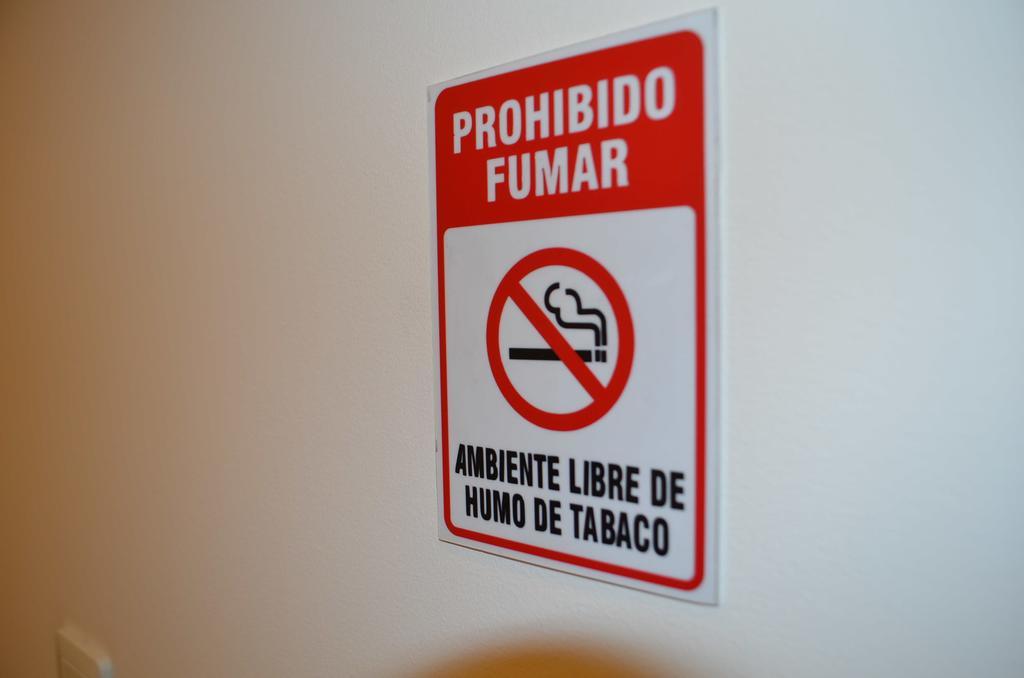 PROHIBIDO
FUMAR
AMBIENTE LIBRE DE
HUMO DE TABACO